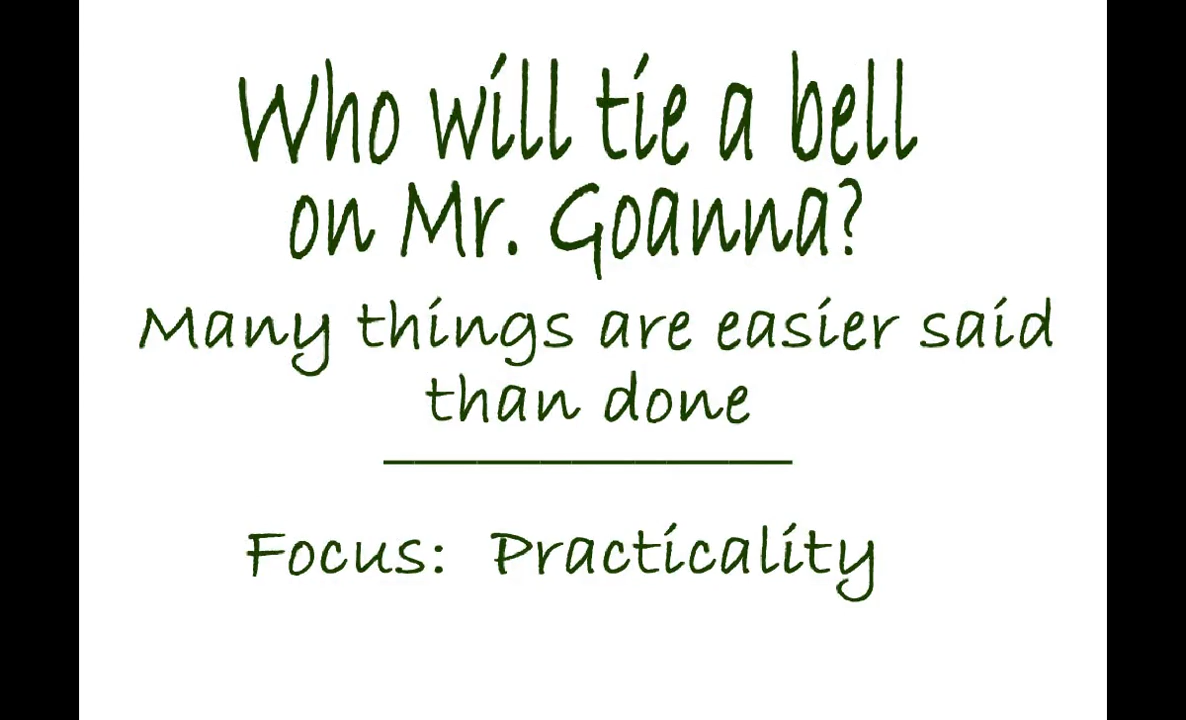 Who will tie a bell
on Mr. Goanna?
Many things are easier said
than done
Focus: Practicality